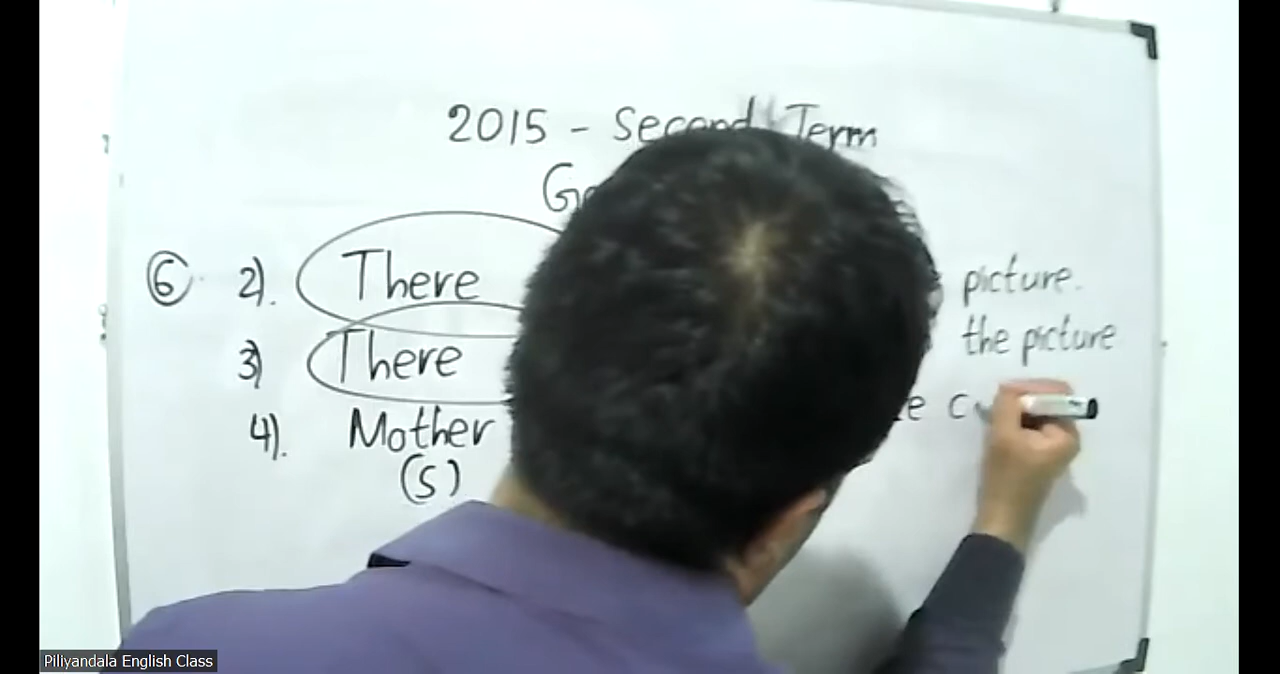 2015 - Second Term
6 2). There picture.
3) There the picture
4). Mother
(S)
Piliyandala English Class